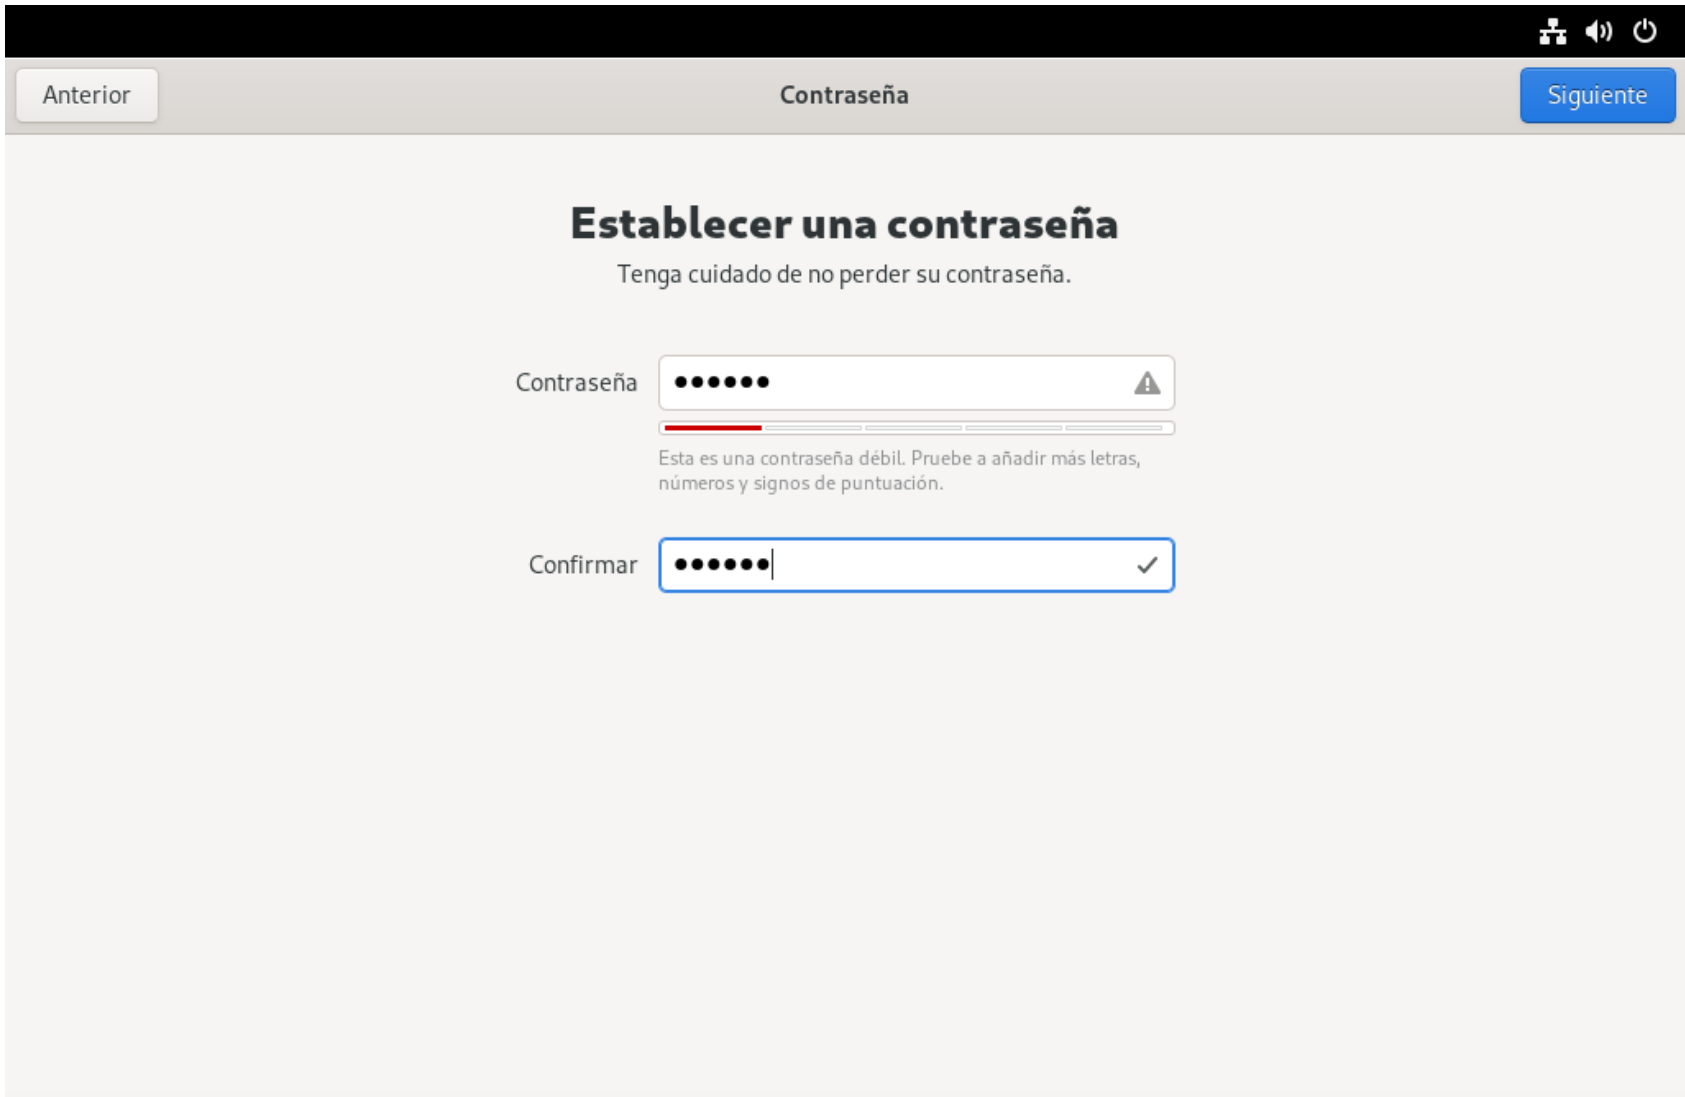 Anterior
Contraseña
Siguiente
Establecer una contraseña
Tenga cuidado de no perder su contraseña.
Contraseña ●●●●●●
Esta es una contraseña débil. Pruebe a añadir más letras,
números y signos de puntuación.
Confirmar ●●●●●●